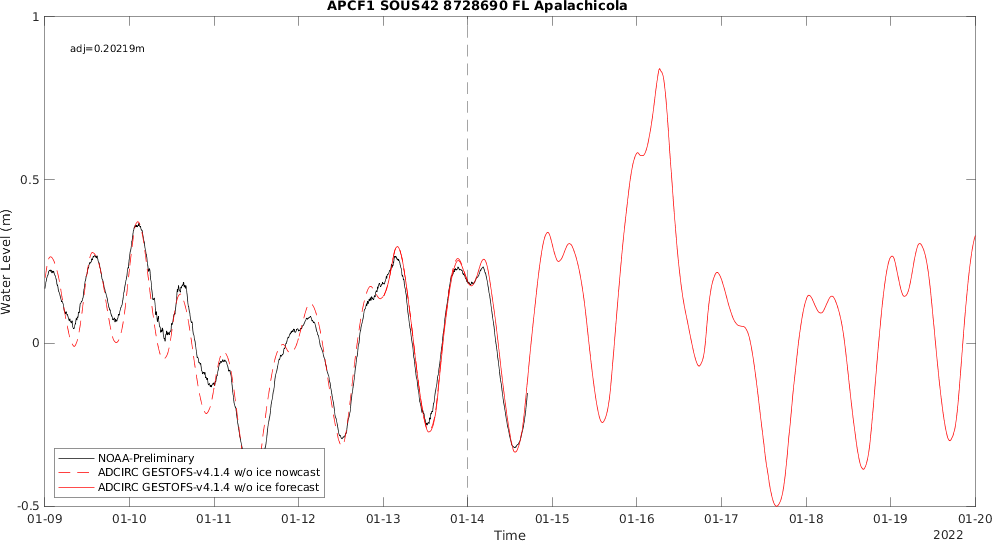 APCF1 SOUS42 8728690 FL Apalachicola
adj=0.20219m
1
0.5
0
-0.5
Water Level (m)
NOAA-Preliminary
ADCIRC GESTOFS-v4.1.4 w/o ice nowcast
ADCIRC GESTOFS-v4.1.4 w/o ice forecast
01-09 01-10 01-11 01-12 01-13 01-14 01-15 01-16 01-17 01-18 01-19 01-20
Time
2022